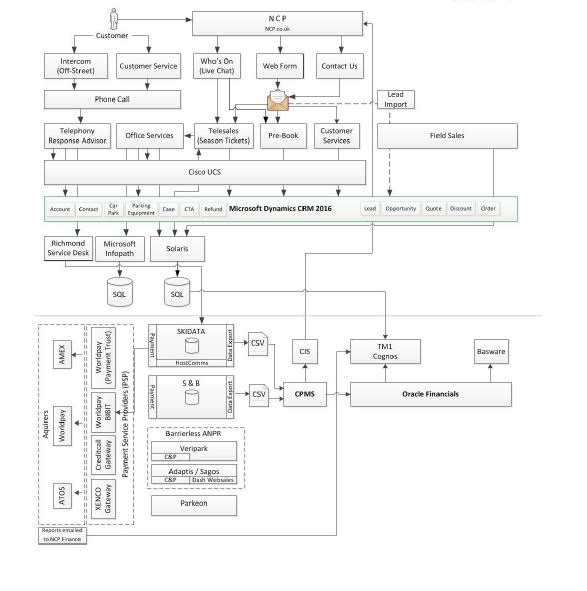 N C P
NCP.co.uk
Customer
Intercom
(Off-Street)
Customer Service
Who's On
(Live Chat)
Web Form
Contact Us
Phone Call
Lead
Import
Telephony
Response Advisor
Office Services
Telesales
(Season Tickets)
Pre-Book
Customer
Services
Field Sales
Cisco UCS
Account
Contact
Car
Park
Parking
Equipment
Case
CTA
Refund
Microsoft Dynamics CRM 2016
Lead
Opportunity
Quote
Discount
Order
Richmond
Service Desk
Microsoft
Infopath
Solaris
SQL
SQL
Aquirers
AMEX
Worldpay
ATOS
Worldpay
(Payment Trust)
Worldpay
BIBIT
Creditcall
Gateway
XENCO
Gateway
Payment Service Providers (PSP)
SKIDATA
Payment
Data Export
HostComms
CSV
S & B
Payment
Data Export
CSV
CIS
CPMS
TM1
Cognos
Basware
Oracle Financials
Barrierless ANPR
Veripark
C&P
Adaptis / Sagos
C&P
Dash Websales
Parkeon
Reports emailed
to NCP Finance